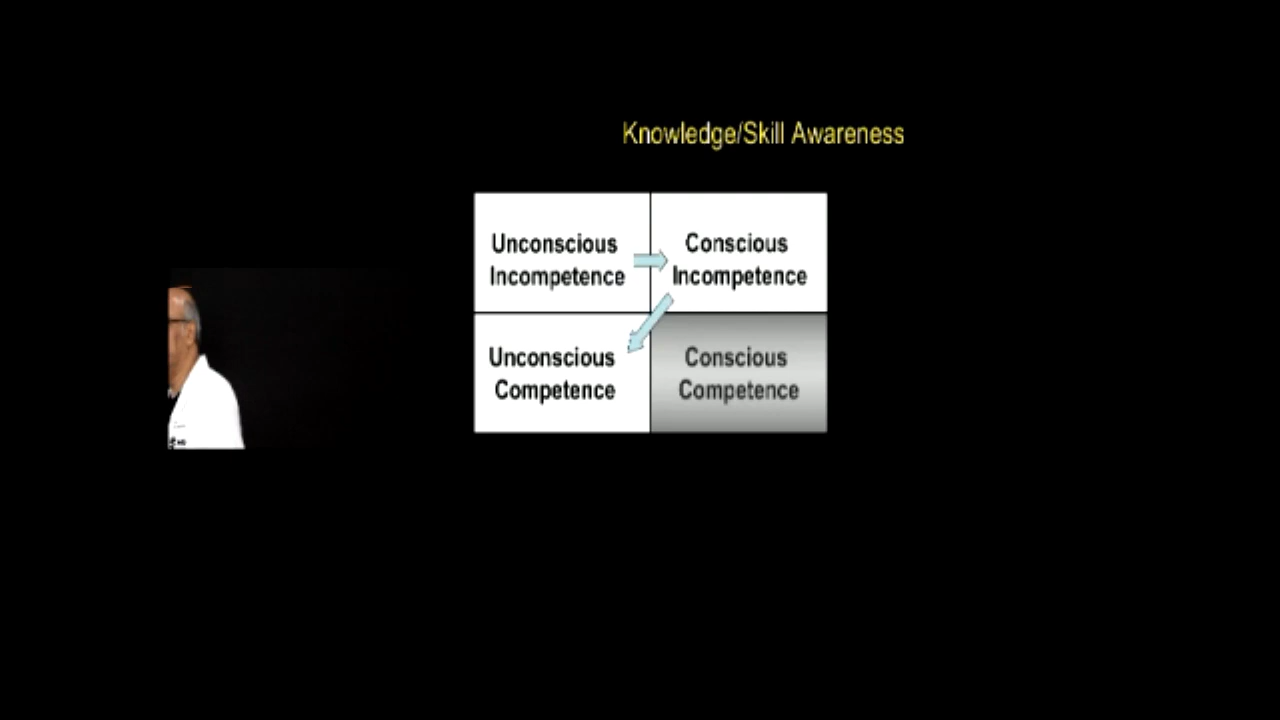 Knowledge/Skill Awareness
Unconscious
Incompetence
Conscious
Incompetence
Unconscious
Competence
Conscious
Competence